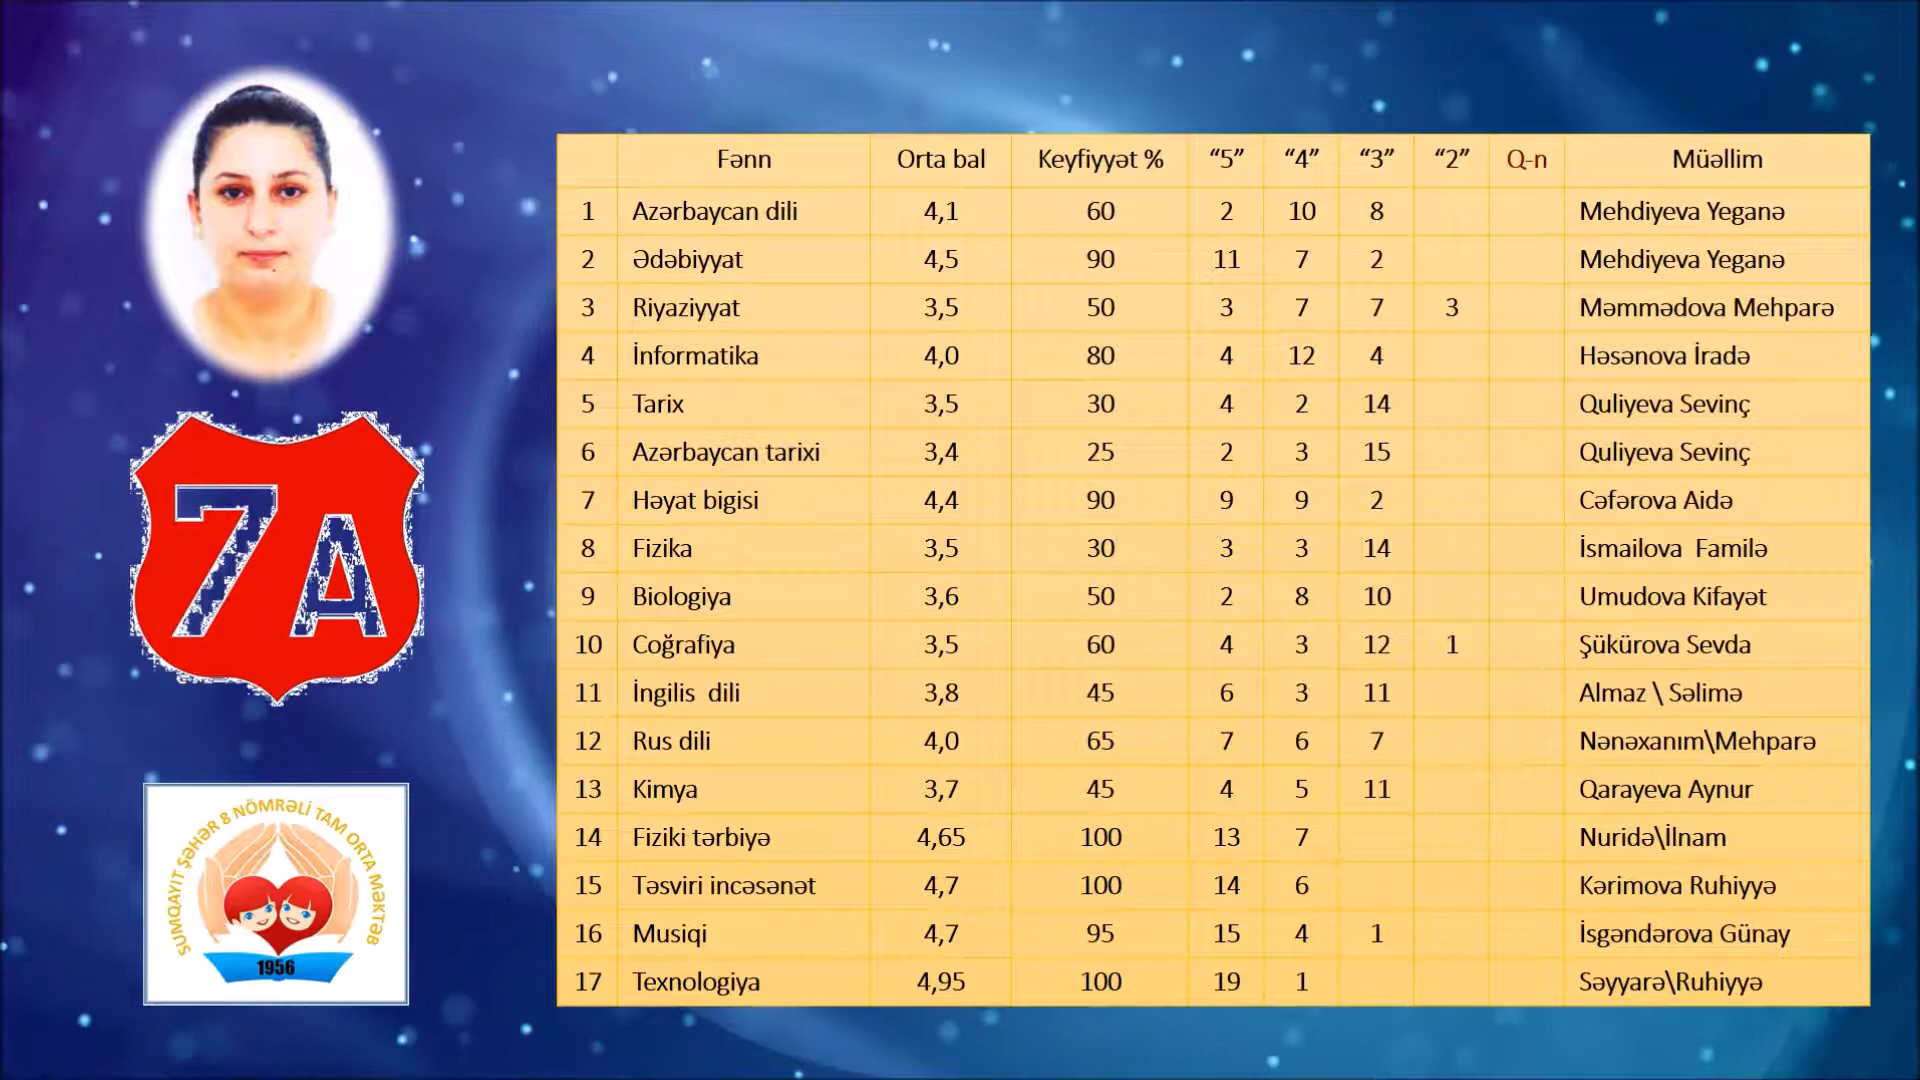 Fənn Orta bal Keyfiyyət % “5” “4” “3” “2” Q-n Müəllim
1 Azərbaycan dili 4,1 60 2 10 8 Mehdiyeva Yeganə
2 Ədəbiyyat 4,5 90 11 7 2 Mehdiyeva Yeganə
3 Riyaziyyat 3,5 50 3 7 7 3 Məmmədova Mehparə
4 İnformatika 4,0 80 4 12 4 Həsənova İradə
5 Tarix 3,5 30 4 2 14 Quliyeva Sevinç
6 Azərbaycan tarixi 3,4 25 2 3 15 Quliyeva Sevinç
7 Həyat bigisi 4,4 90 9 9 2 Cəfərova Aidə
8 Fizika 3,5 30 3 3 14 İsmailova Familə
9 Biologiya 3,6 50 2 8 10 Umudova Kifayət
10 Coğrafiya 3,5 60 4 3 12 1 Şükürova Sevda
11 İngilis dili 3,8 45 6 3 11 Almaz \ Səlimə
12 Rus dili 4,0 65 7 6 7 Nənəxanım\Mehparə
13 Kimya 3,7 45 4 5 11 Qarayeva Aynur
14 Fiziki tərbiyə 4,65 100 13 7 Nuridə\İlnam
15 Təsviri incəsənət 4,7 100 14 6 Kərimova Ruhiyyə
16 Musiqi 4,7 95 15 4 1 İsgəndərova Günay
17 Texnologiya 4,95 100 19 1 Səyyarə\Ruhiyyə
7A
SUMQAYIT ŞƏHƏR 8 NÖMRƏLİ TAM ORTA MƏKTƏB
1956